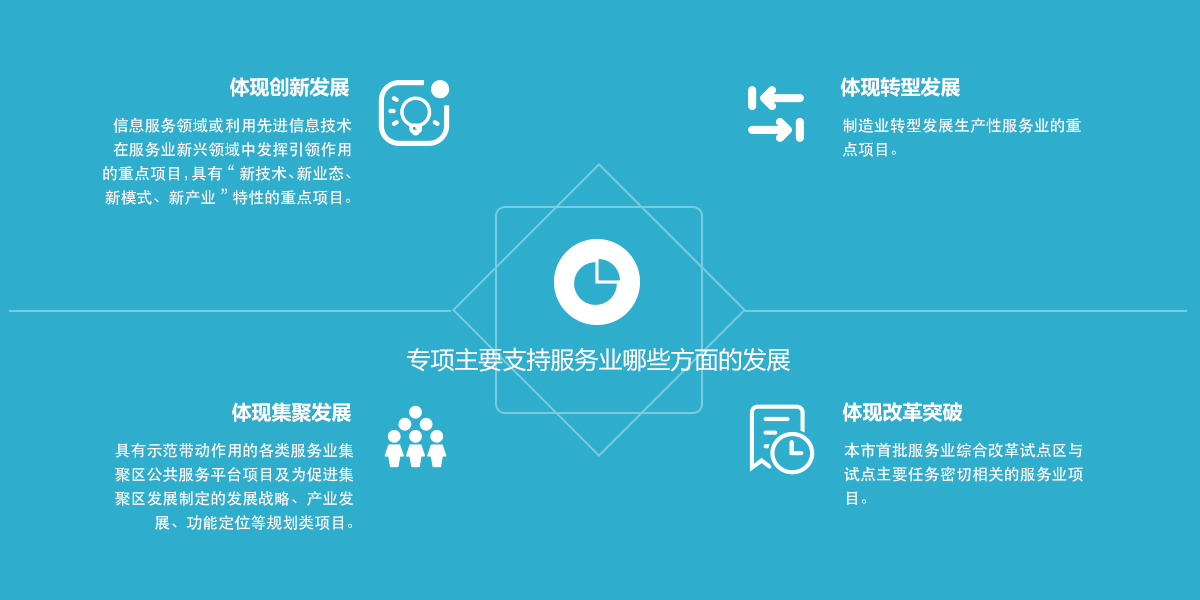 体现创新发展
信息服务领域或利用先进信息技术
在服务业新兴领域中发挥引领作用
的重点项目,具有“新技术、新业态、
新模式、新产业”特性的重点项目。
体现转型发展
制造业转型发展生产性服务业的重
点项目。
专项主要支持服务业哪些方面的发展
体现集聚发展
具有示范带动作用的各类服务业集
聚区公共服务平台项目及为促进集
聚区发展制定的发展战略、产业发
展、功能定位等规划类项目。
体现改革突破
本市首批服务业综合改革试点区与
试点主要任务密切相关的服务业项
目。